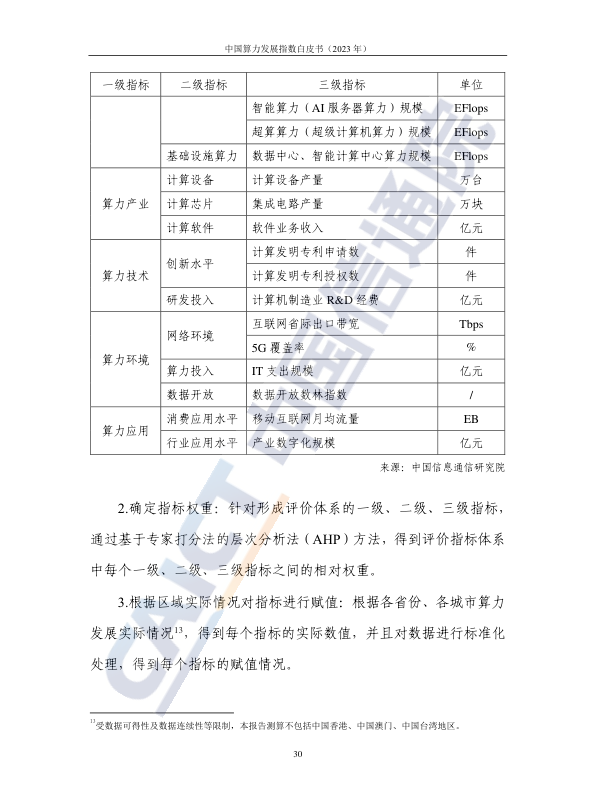 中国算力发展指数白皮书（2023 年）
一级指标 二级指标 三级指标 单位
智能算力（AI 服务器算力）规模 EFlops
超算算力（超级计算机算力）规模 EFlops
基础设施算力 数据中心、智能计算中心算力规模 EFlops
算力产业 计算设备 计算设备产量 万台
计算芯片 集成电路产量 万块
计算软件 软件业务收入 亿元
算力技术 创新水平 计算发明专利申请数 件
计算发明专利授权数 件
研发投入 计算机制造业 R&D 经费 亿元
算力环境 网络环境 互联网省际出口带宽 Tbps
5G 覆盖率 %
算力投入 IT 支出规模 亿元
数据开放 数据开放数林指数 /
算力应用 消费应用水平 移动互联网月均流量 EB
行业应用水平 产业数字化规模 亿元
来源：中国信息通信研究院
2.确定指标权重：针对形成评价体系的一级、二级、三级指标，
通过基于专家打分法的层次分析法（AHP）方法，得到评价指标体系
中每个一级、二级、三级指标之间的相对权重。
3.根据区域实际情况对指标进行赋值：根据各省份、各城市算力
发展实际情况13，得到每个指标的实际数值，并且对数据进行标准化
处理，得到每个指标的赋值情况。
13受数据可得性及数据连续性等限制，本报告测算不包括中国香港、中国澳门、中国台湾地区。
30
CAICT 中国信通院